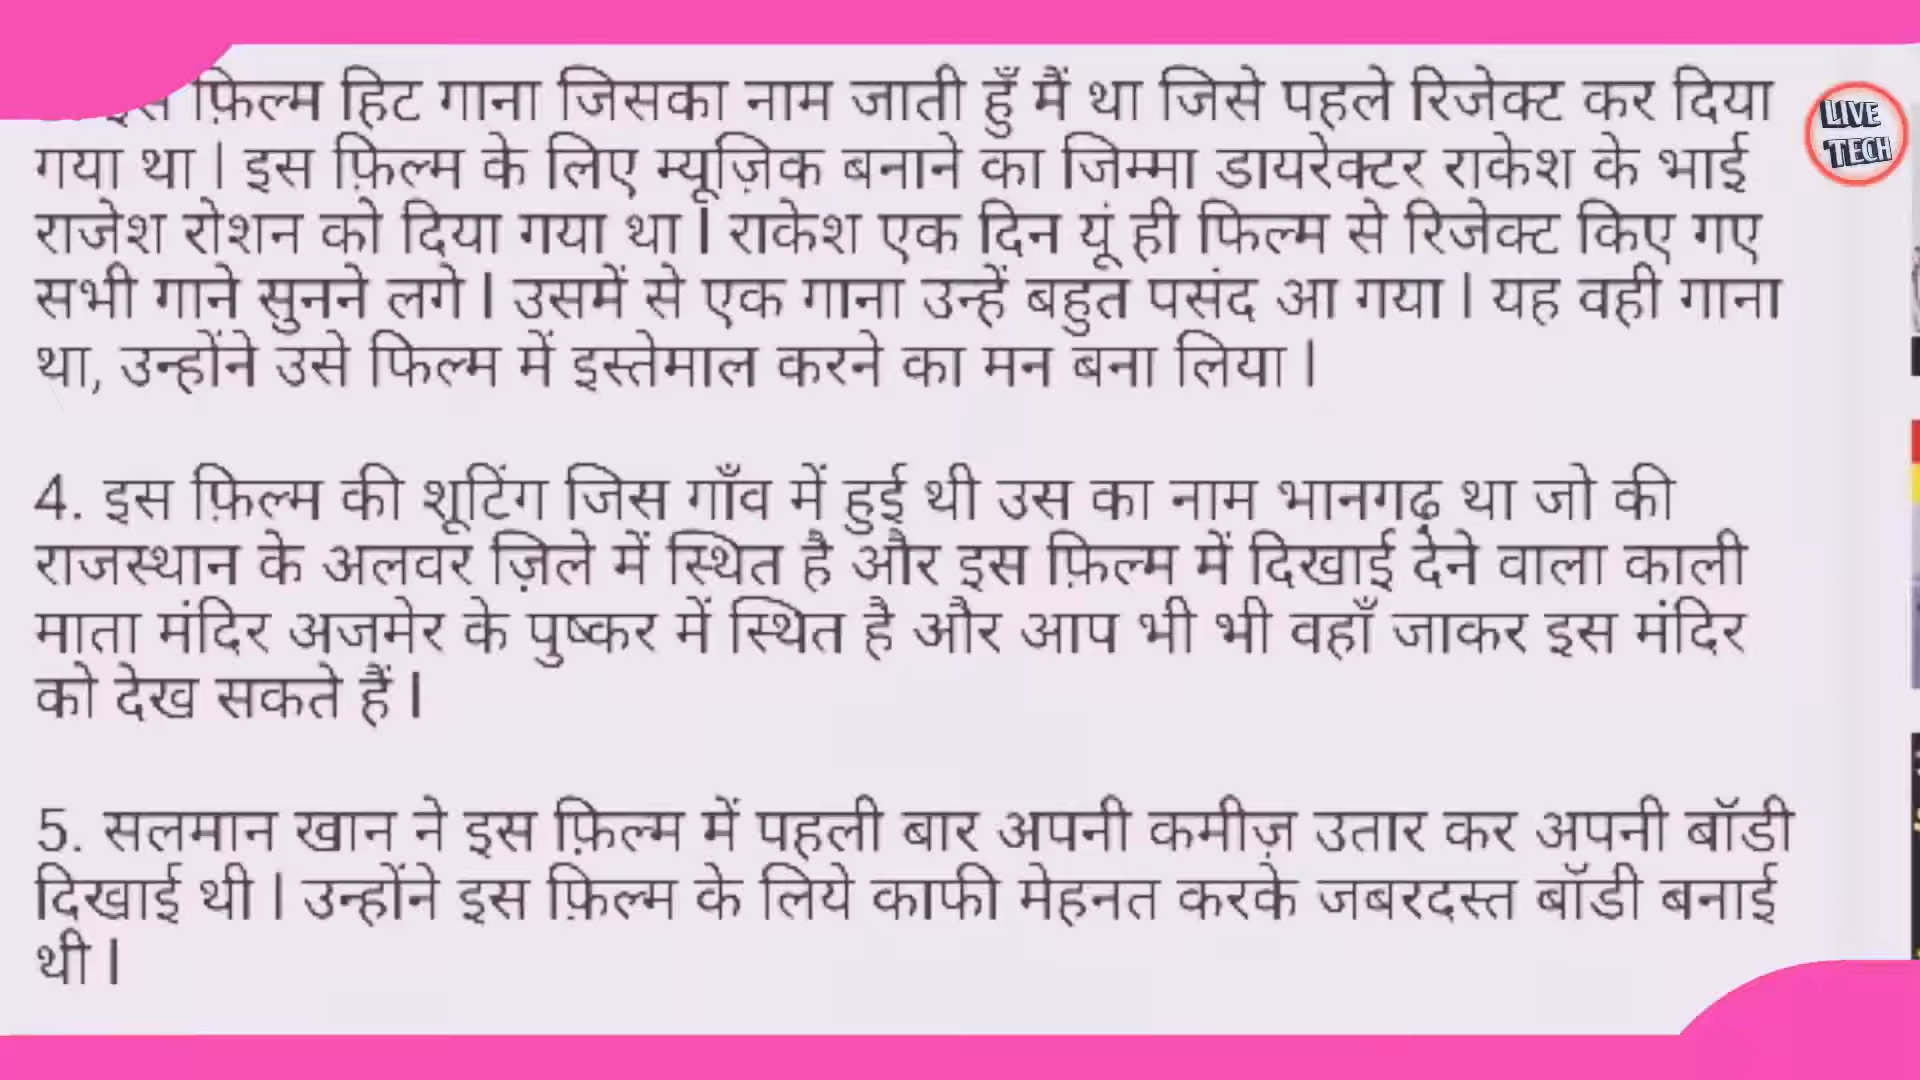 फ़िल्म हिट गाना जिसका नाम जाती हूँ मैं था जिसे पहले रिजेक्ट कर दिया
गया था | इस फ़िल्म के लिए म्यूज़िक बनाने का जिम्मा डायरेक्टर राकेश के भाई
राजेश रोशन को दिया गया था | राकेश एक दिन यूं ही फिल्म से रिजेक्ट किए गए
सभी गाने सुनने लगे | उसमें से एक गाना उन्हें बहुत पसंद आ गया | यह वही गाना
था, उन्होंने उसे फिल्म में इस्तेमाल करने का मन बना लिया |
4. इस फ़िल्म की शूटिंग जिस गाँव में हुई थी उस का नाम भानगढ़ था जो की
राजस्थान के अलवर ज़िले में स्थित है और इस फ़िल्म में दिखाई देने वाला काली
माता मंदिर अजमेर के पुष्कर में स्थित है और आप भी भी वहाँ जाकर इस मंदिर
को देख सकते हैं |
5. सलमान खान ने इस फ़िल्म में पहली बार अपनी कमीज़ उतार कर अपनी बॉडी
दिखाई थी | उन्होंने इस फ़िल्म के लिये काफी मेहनत करके जबरदस्त बॉडी बनाई
थी |
LIVE
TECH